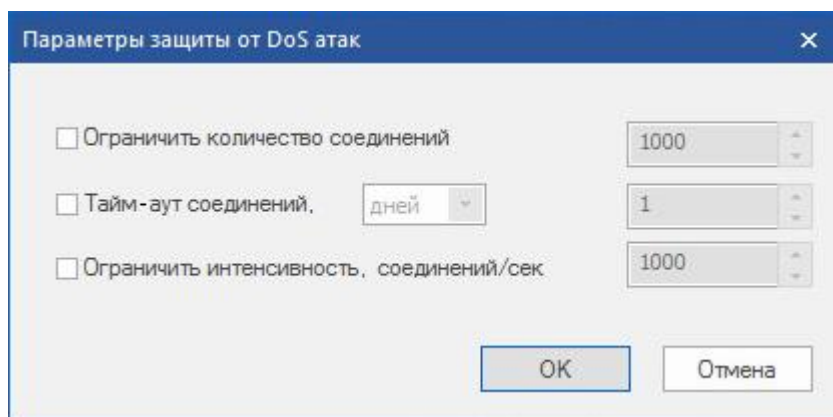 Параметры защиты от DoS атак
Ограничить количество соединений 1000
Тайм-аут соединений, дней 1
Ограничить интенсивность, соединений/сек 1000
OK Отмена